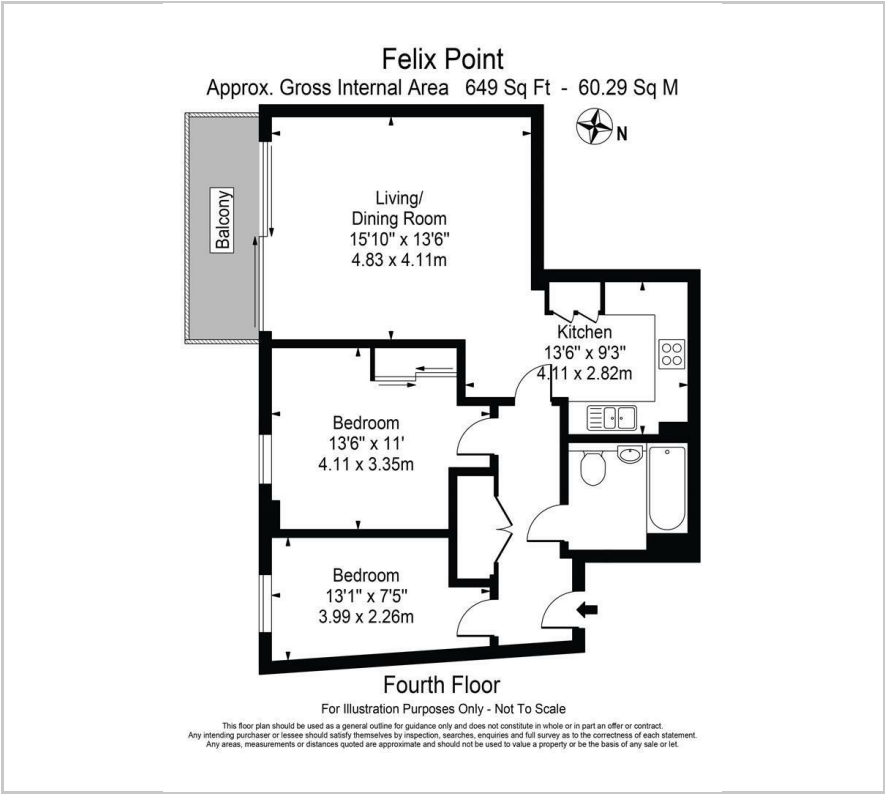 Felix Point
Approx. Gross Internal Area 649 Sq Ft - 60.29 Sq M
N
Balcony
Living/
Dining Room
15'10" x 13'6"
4.83 x 4.11m
Kitchen
13'6" x 9'3"
4.11 x 2.82m
Bedroom
13'6" x 11'
4.11 x 3.35m
Bedroom
13'1" x 7'5"
3.99 x 2.26m
Fourth Floor
For Illustration Purposes Only - Not To Scale
This floor plan should be used as a general outline for guidance only and does not constitute in whole or in part an offer or contract.
Any intending purchaser or lessee should satisfy themselves by inspection, searches, enquiries and full survey as to the correctness of each statement.
Any areas, measurements or distances quoted are approximate and should not be used to value a property or be the basis of any sale or let.